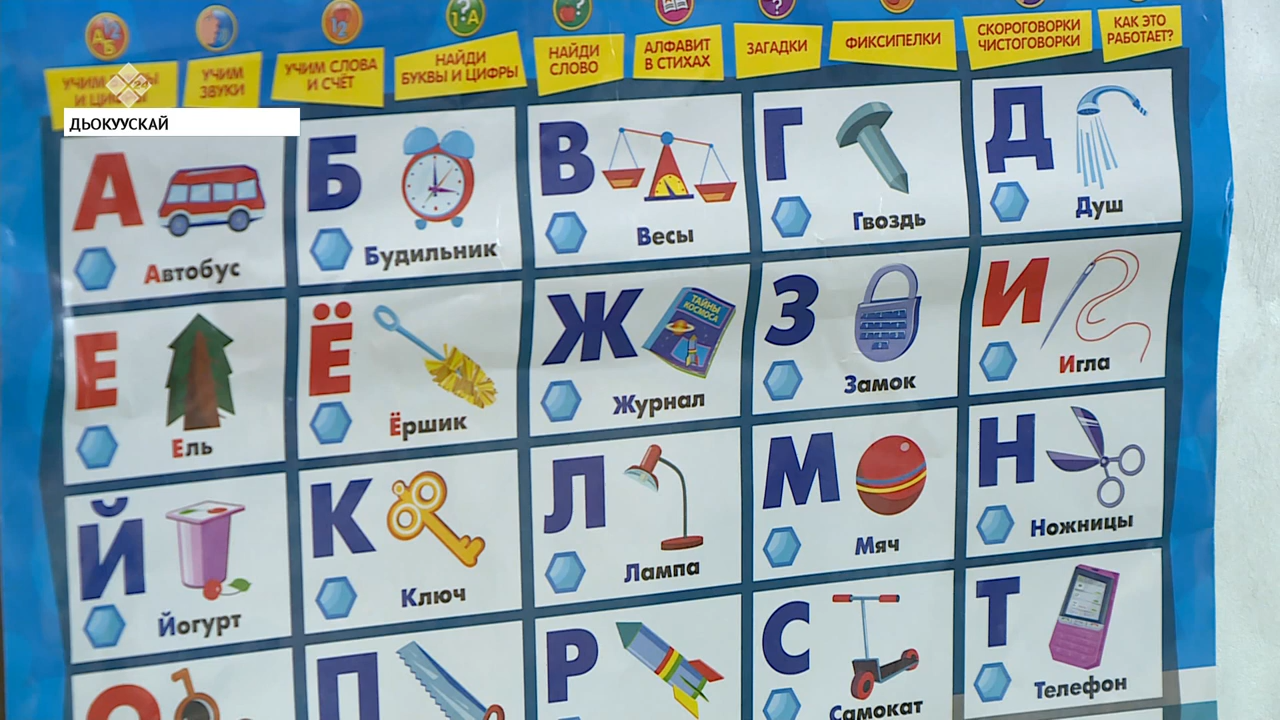 УЧИМ
И ЦИФРЫ
УЧИМ
ЗВУКИ
УЧИМ СЛОВА
И СЧЁТ
НАЙДИ
БУКВЫ И ЦИФРЫ
НАЙДИ
СЛОВО
АЛФАВИТ
В СТИХАХ
ЗАГАДКИ
ФИКСИПЕЛКИ
СКОРОГОВОРКИ
ЧИСТОГОВОРКИ
КАК ЭТО
РАБОТАЕТ?
ДЬОКУУСКАЙ
А
Автобус
Б
Будильник
В
Весы
Г
Гвоздь
Д
Душ
Е
Ель
Ё
Ёршик
Ж
ТАЙНЫ
КОСМОСА
Журнал
З
Замок
И
Игла
Й
Йогурт
К
Ключ
Л
Лампа
М
Мяч
Н
Ножницы
О
П
Р
С
Самокат
Т
Телефон